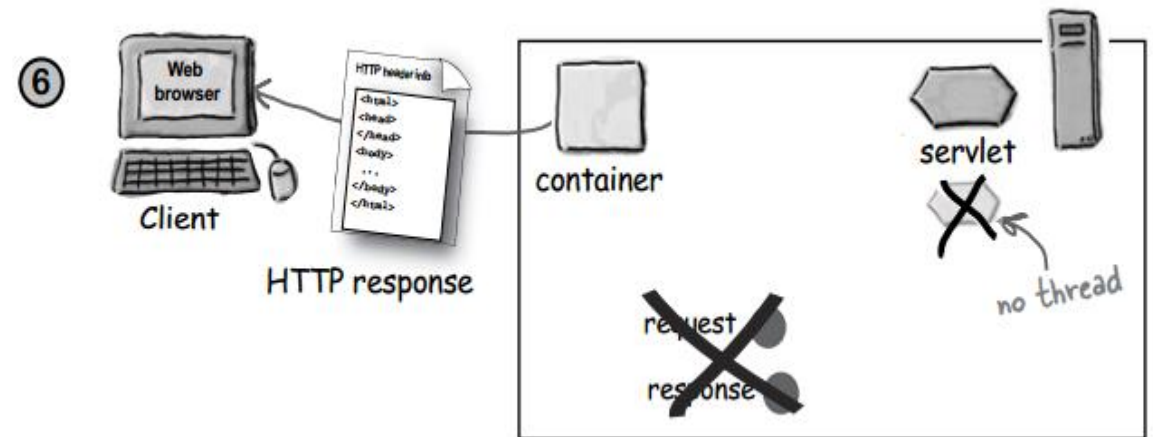 6
Web
browser
Client
HTTP header info
<html>
<head>
</head>
<body>
...
</body>
</html>
HTTP response
container
servlet
no thread
request
response